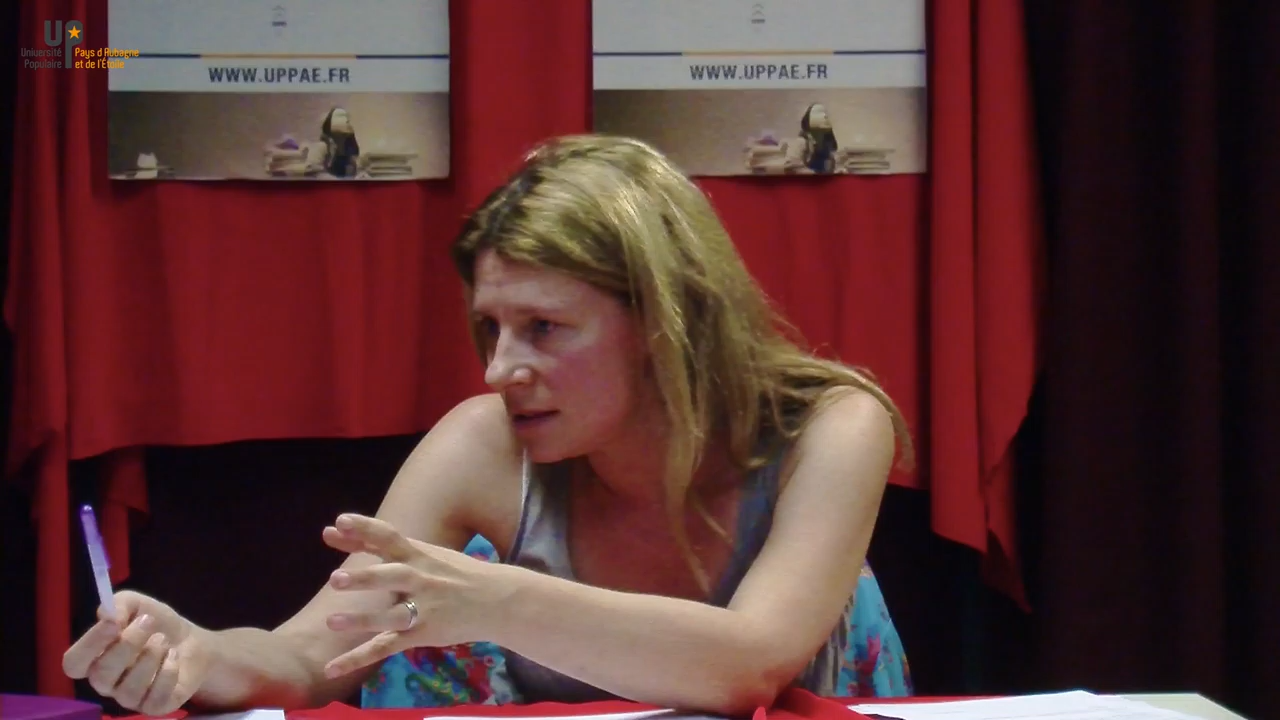 UP
Université
Populaire
Pays d'Aubagne
et de l'Étoile
WWW.UPPAE.FR
WWW.UPPAE.FR